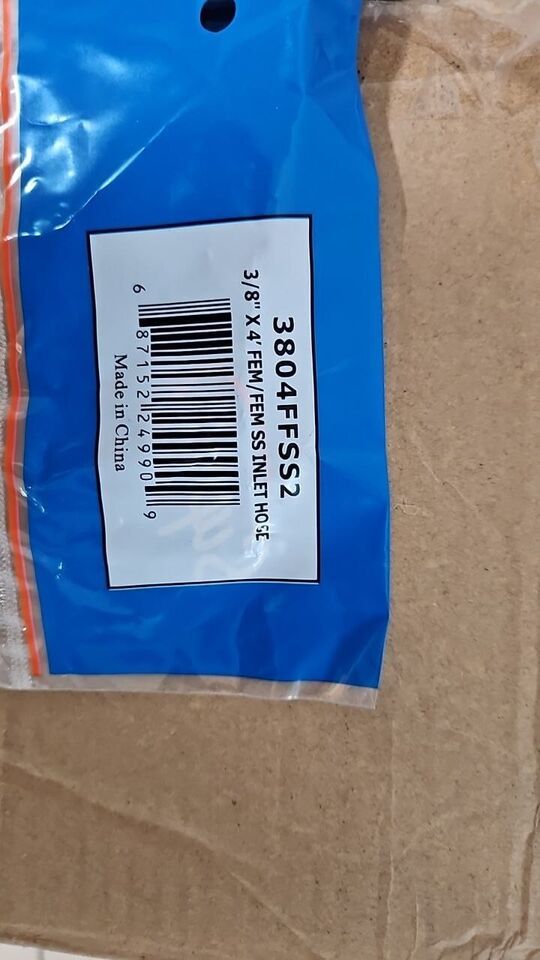 3804FFSS2
3/8" X 4' FEM/FEM SS INLET HOSE
6 87152 24990 9
Made in China